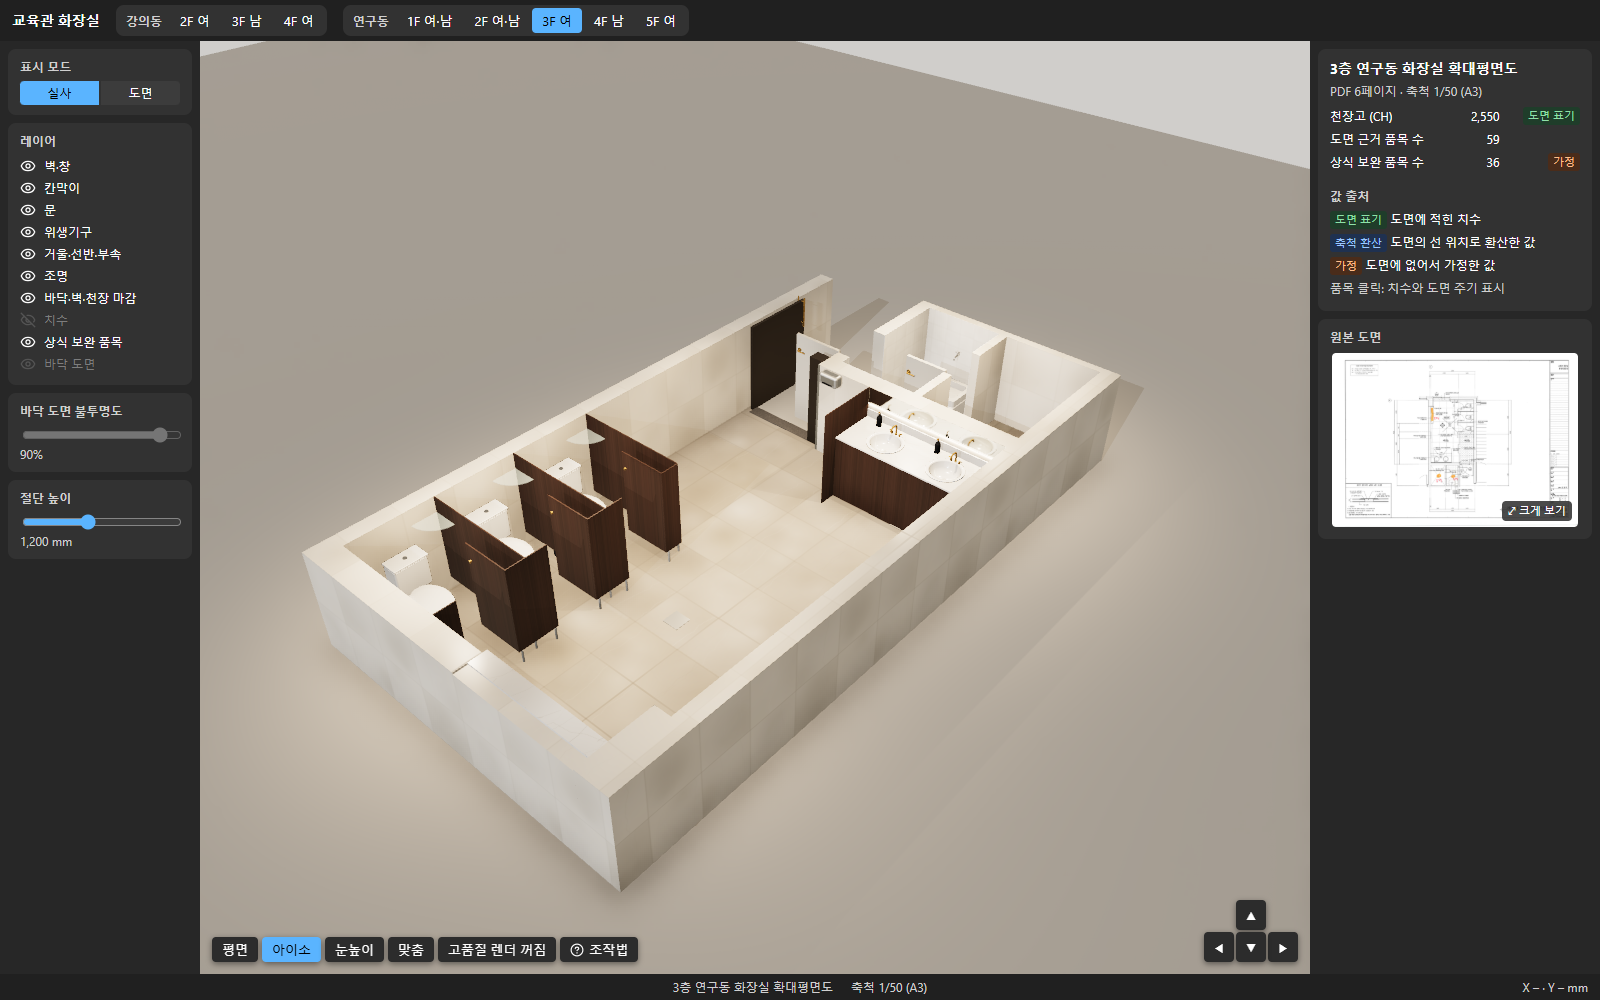 교육관 화장실
강의동 2F 여 3F 남 4F 여
연구동 1F 여·남 2F 여·남 3F 여 4F 남 5F 여
표시 모드
실사 도면
레이어
벽·창
칸막이
문
위생기구
거울·선반·부속
조명
바닥·벽·천장 마감
치수
상식 보완 품목
바닥 도면
바닥 도면 불투명도
90%
절단 높이
1,200 mm
평면 아이소 눈높이 맞춤 고품질 렌더 꺼짐 ? 조작법
▲
◀ ▼ ▶
3층 연구동 화장실 확대평면도
PDF 6페이지 · 축척 1/50 (A3)
천장고 (CH) 2,550 도면 표기
도면 근거 품목 수 59
상식 보완 품목 수 36 가정
값 출처
도면 표기 도면에 적힌 치수
축척 환산 도면의 선 위치로 환산한 값
가정 도면에 없어서 가정한 값
품목 클릭: 치수와 도면 주기 표시
원본 도면
크게 보기
3층 연구동 화장실 확대평면도 축척 1/50 (A3)
X – · Y – mm